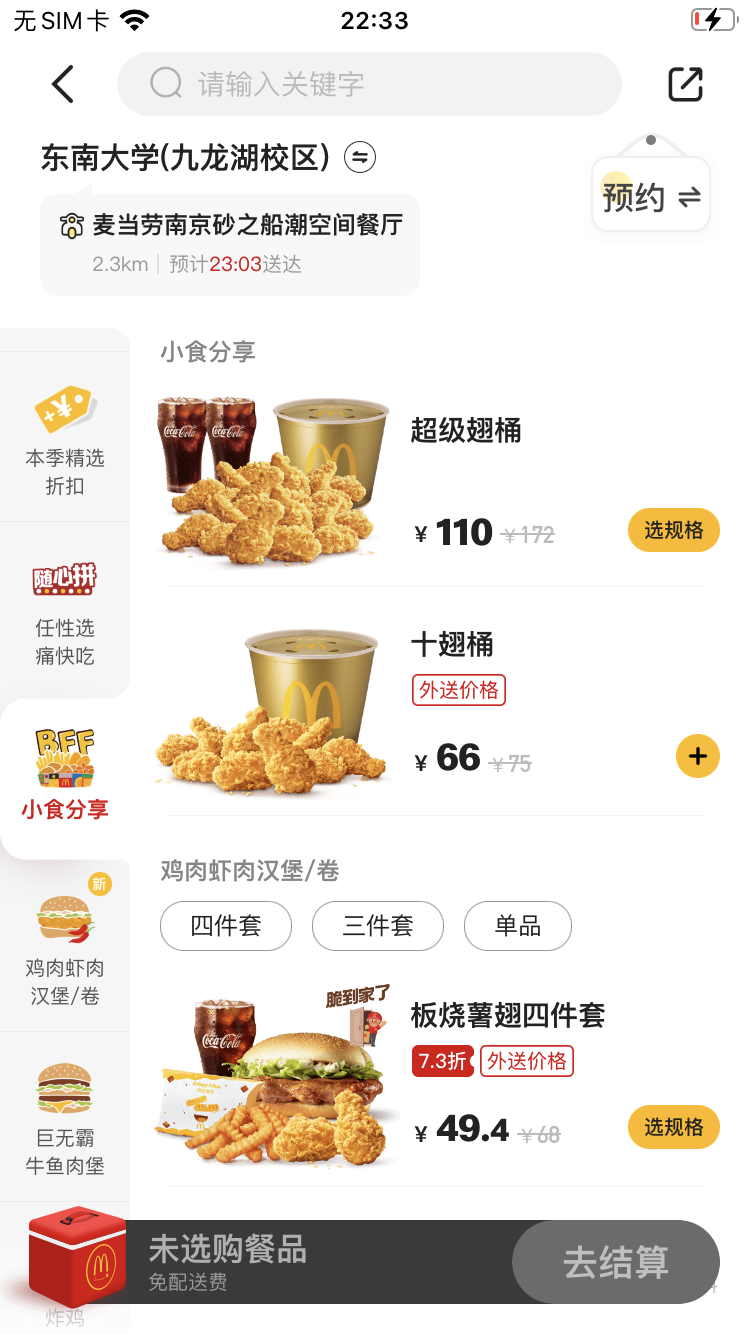 无SIM卡
22:33
请输入关键字
东南大学(九龙湖校区)
预约
麦当劳南京砂之船潮空间餐厅
2.3km | 预计23:03送达
小食分享
本季精选
折扣
随心拼
任性选
痛快吃
BFF
小食分享
新
鸡肉虾肉
汉堡/卷
巨无霸
牛鱼肉堡
炸鸡
Coca-Cola
Coca-Cola
超级翅桶
¥ 110 ¥172
选规格
十翅桶
外送价格
¥ 66 ¥75
+
鸡肉虾肉汉堡/卷
四件套
三件套
单品
脆到家了
Coca-Cola
板烧薯翅四件套
7.3折 外送价格
¥ 49.4 ¥68
选规格
未选购餐品
免配送费
去结算